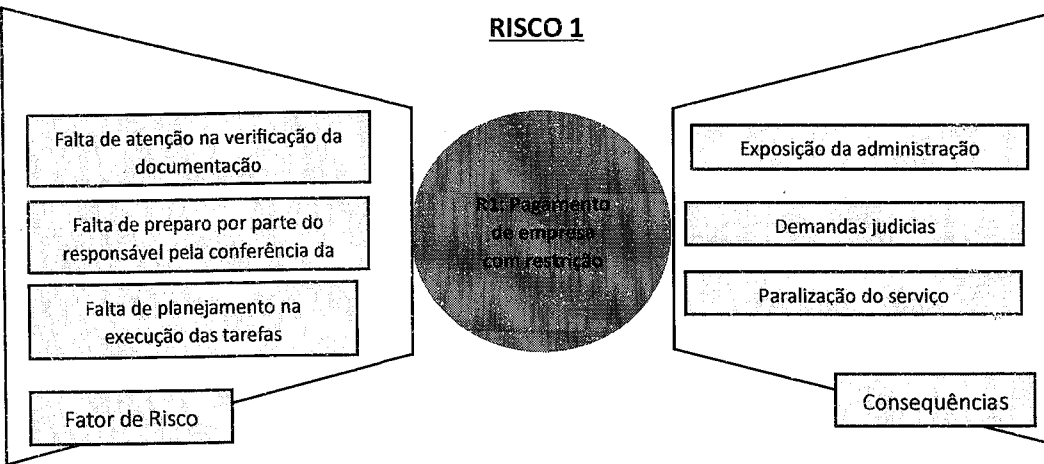 RISCO 1
Falta de atenção na verificação da
documentação
Falta de preparo por parte do
responsável pela conferência da
Falta de planejamento na
execução das tarefas
Fator de Risco
R1: Pagamento
de empresa
com restrição
Exposição da administração
Demandas judicias
Paralização do serviço
Consequências